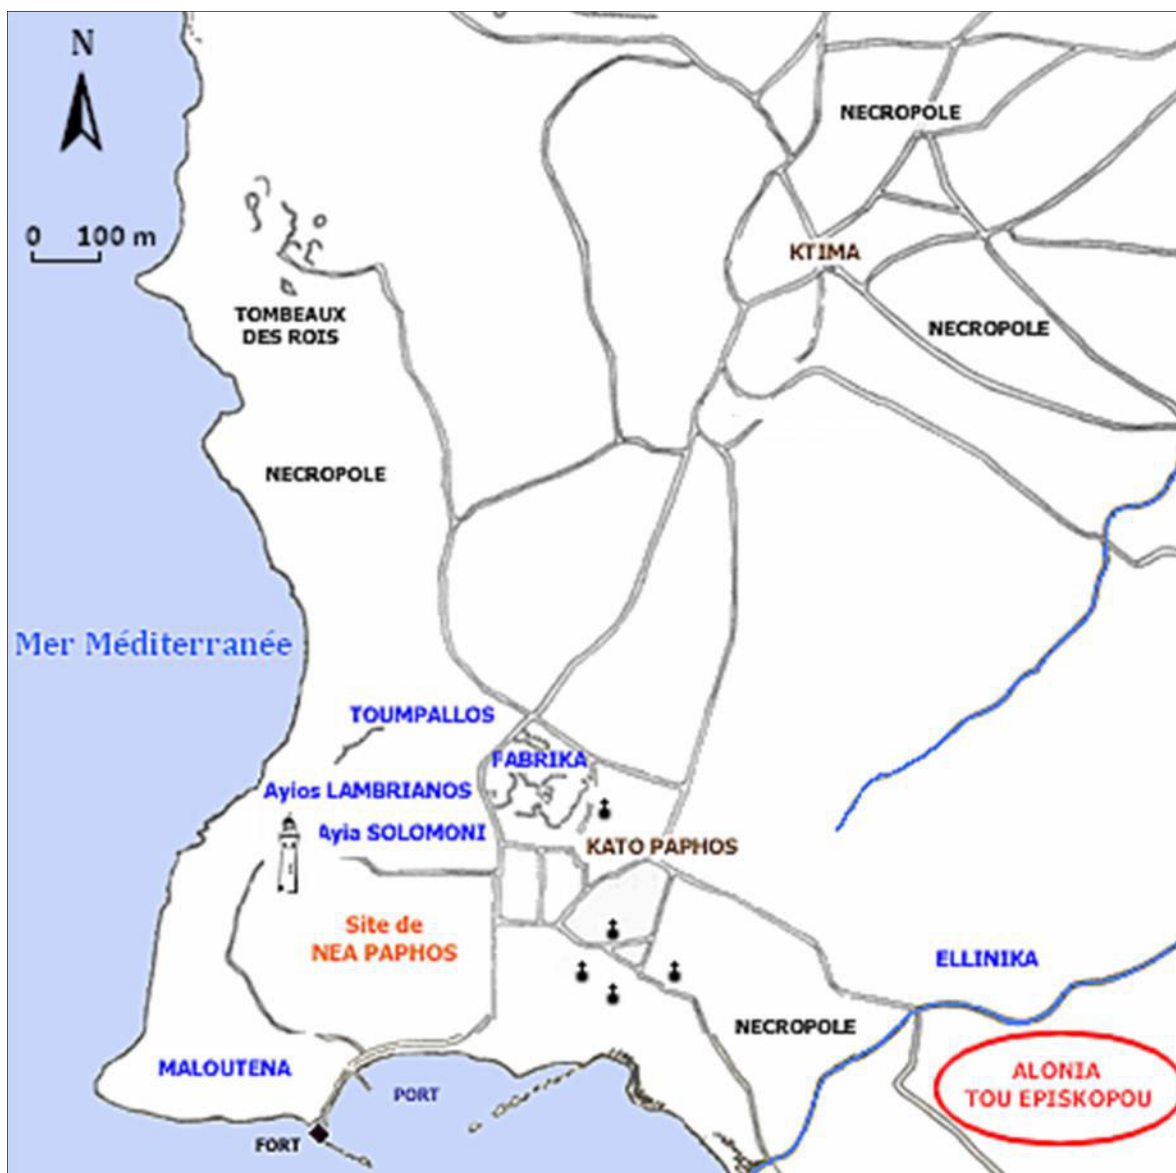 N
NECROPOLE
0 100 m
KTIMA
TOMBEAUX
DES ROIS
NECROPOLE
NECROPOLE
Mer Méditerranée
TOUMPALLOS
FABRIKA
Ayios LAMBRIANOS
Ayia SOLOMONI
KATO PAPHOS
Site de
NEA PAPHOS
ELLINIKA
NECROPOLE
MALOUTENA
ALONIA
TOU EPISKOPOU
PORT
FORT